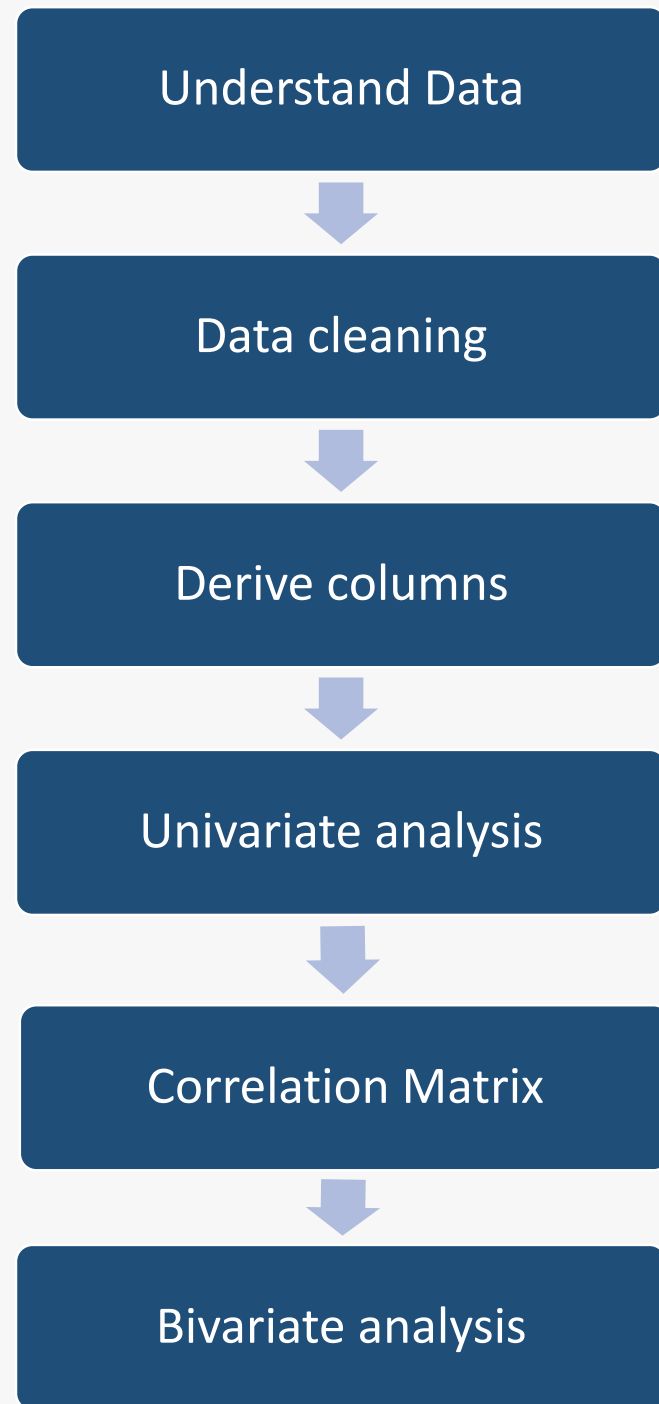 Understand Data
Data cleaning
Derive columns
Univariate analysis
Correlation Matrix
Bivariate analysis